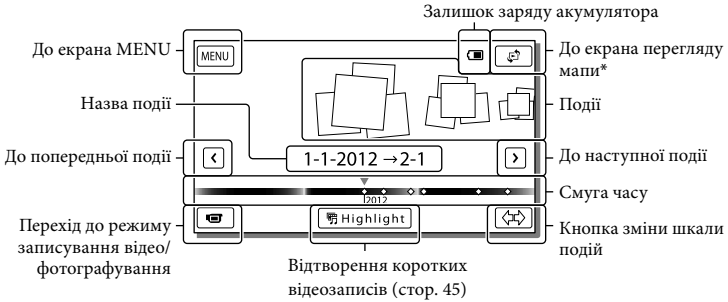 Залишок заряду акумулятора
До екрана MENU
MENU
До екрана перегляду
мапи*
Назва події
Події
До попередньої події
1-1-2012 →2-1
До наступної події
2012
Смуга часу
Перехід до режиму
записування відео/
фотографування
Highlight
Кнопка зміни шкали
подій
Відтворення коротких
відеозаписів (стор. 45)